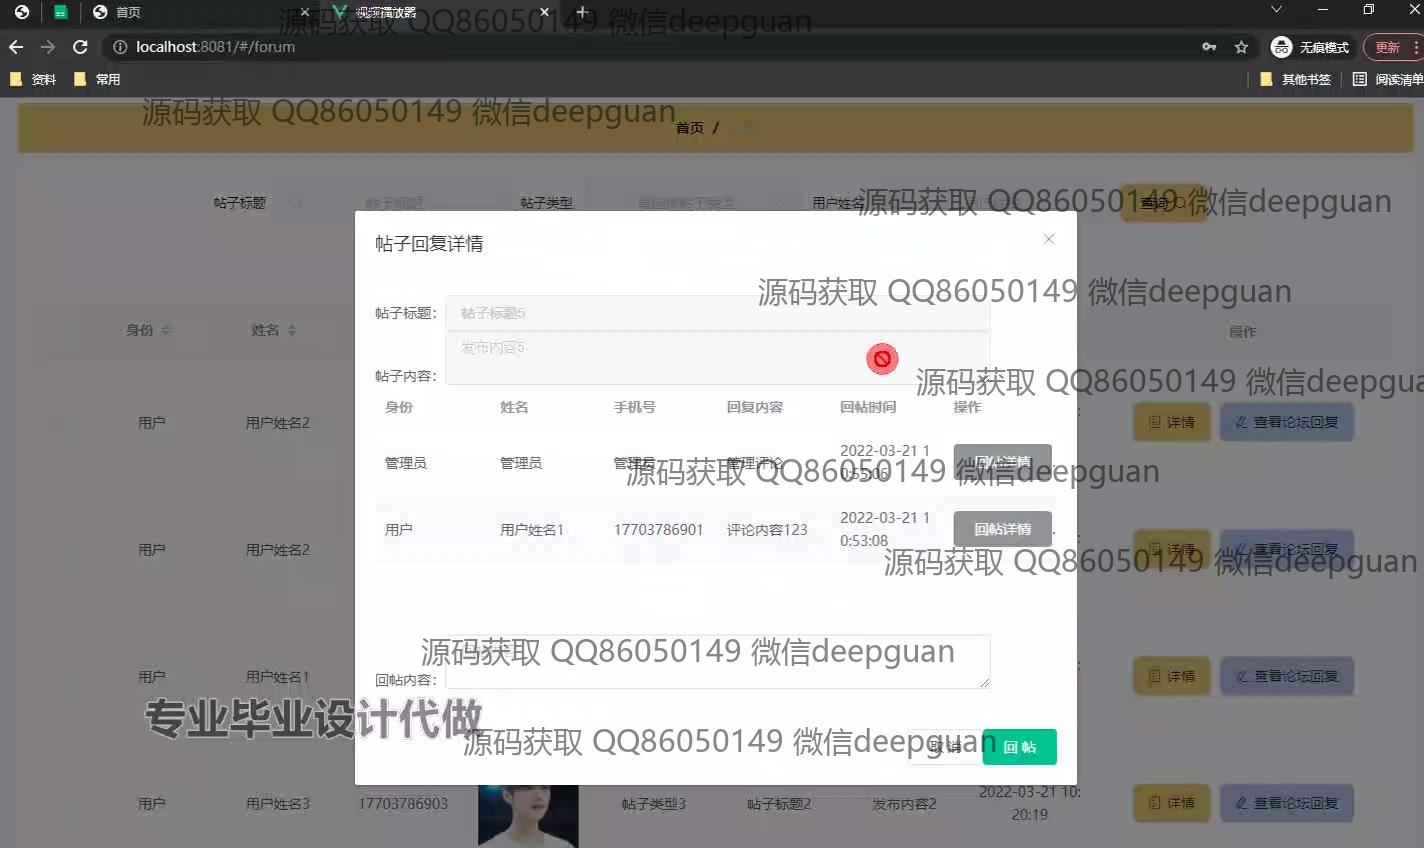 首页
视频播放器
源码获取 QQ86050149 微信deepguan
localhost:8081/#/forum
无痕模式
更新
资料
常用
其他书签
阅读清单
源码获取 QQ86050149 微信deepguan
首页 /
帖子标题
帖子标题
帖子类型
用户姓名
查询
源码获取 QQ86050149 微信deepguan
帖子回复详情
源码获取 QQ86050149 微信deepguan
帖子标题:
帖子标题5
身份
姓名
操作
发布内容5
帖子内容:
源码获取 QQ86050149 微信deepgua
身份
姓名
手机号
回复内容
回帖时间
操作
用户
用户姓名2
详情
查看论坛回复
管理员
管理员
管理员
管理评论
2022-03-21 1
0:55:06
回帖详情
源码获取 QQ86050149 微信deepguan
用户
用户姓名1
17703786901
评论内容123
2022-03-21 1
0:53:08
回帖详情
用户
用户姓名2
详情
查看论坛回复
源码获取 QQ86050149 微信deepguan
源码获取 QQ86050149 微信deepguan
回帖内容:
用户
用户姓名1
详情
查看论坛回复
专业毕业设计代做
源码获取 QQ86050149 微信deepguan
取消
回帖
用户
用户姓名3
17703786903
帖子类型3
帖子标题2
发布内容2
2022-03-21 10:
20:19
详情
查看论坛回复